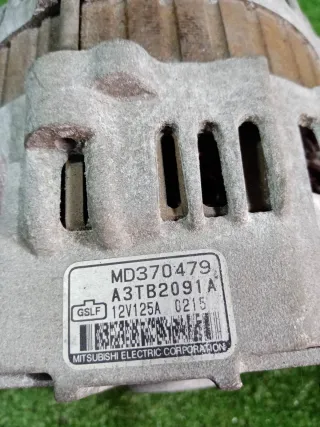 MD370479
A3TB2091A
GSLF 12V125A 0215
MITSUBISHI ELECTRIC CORPORATION